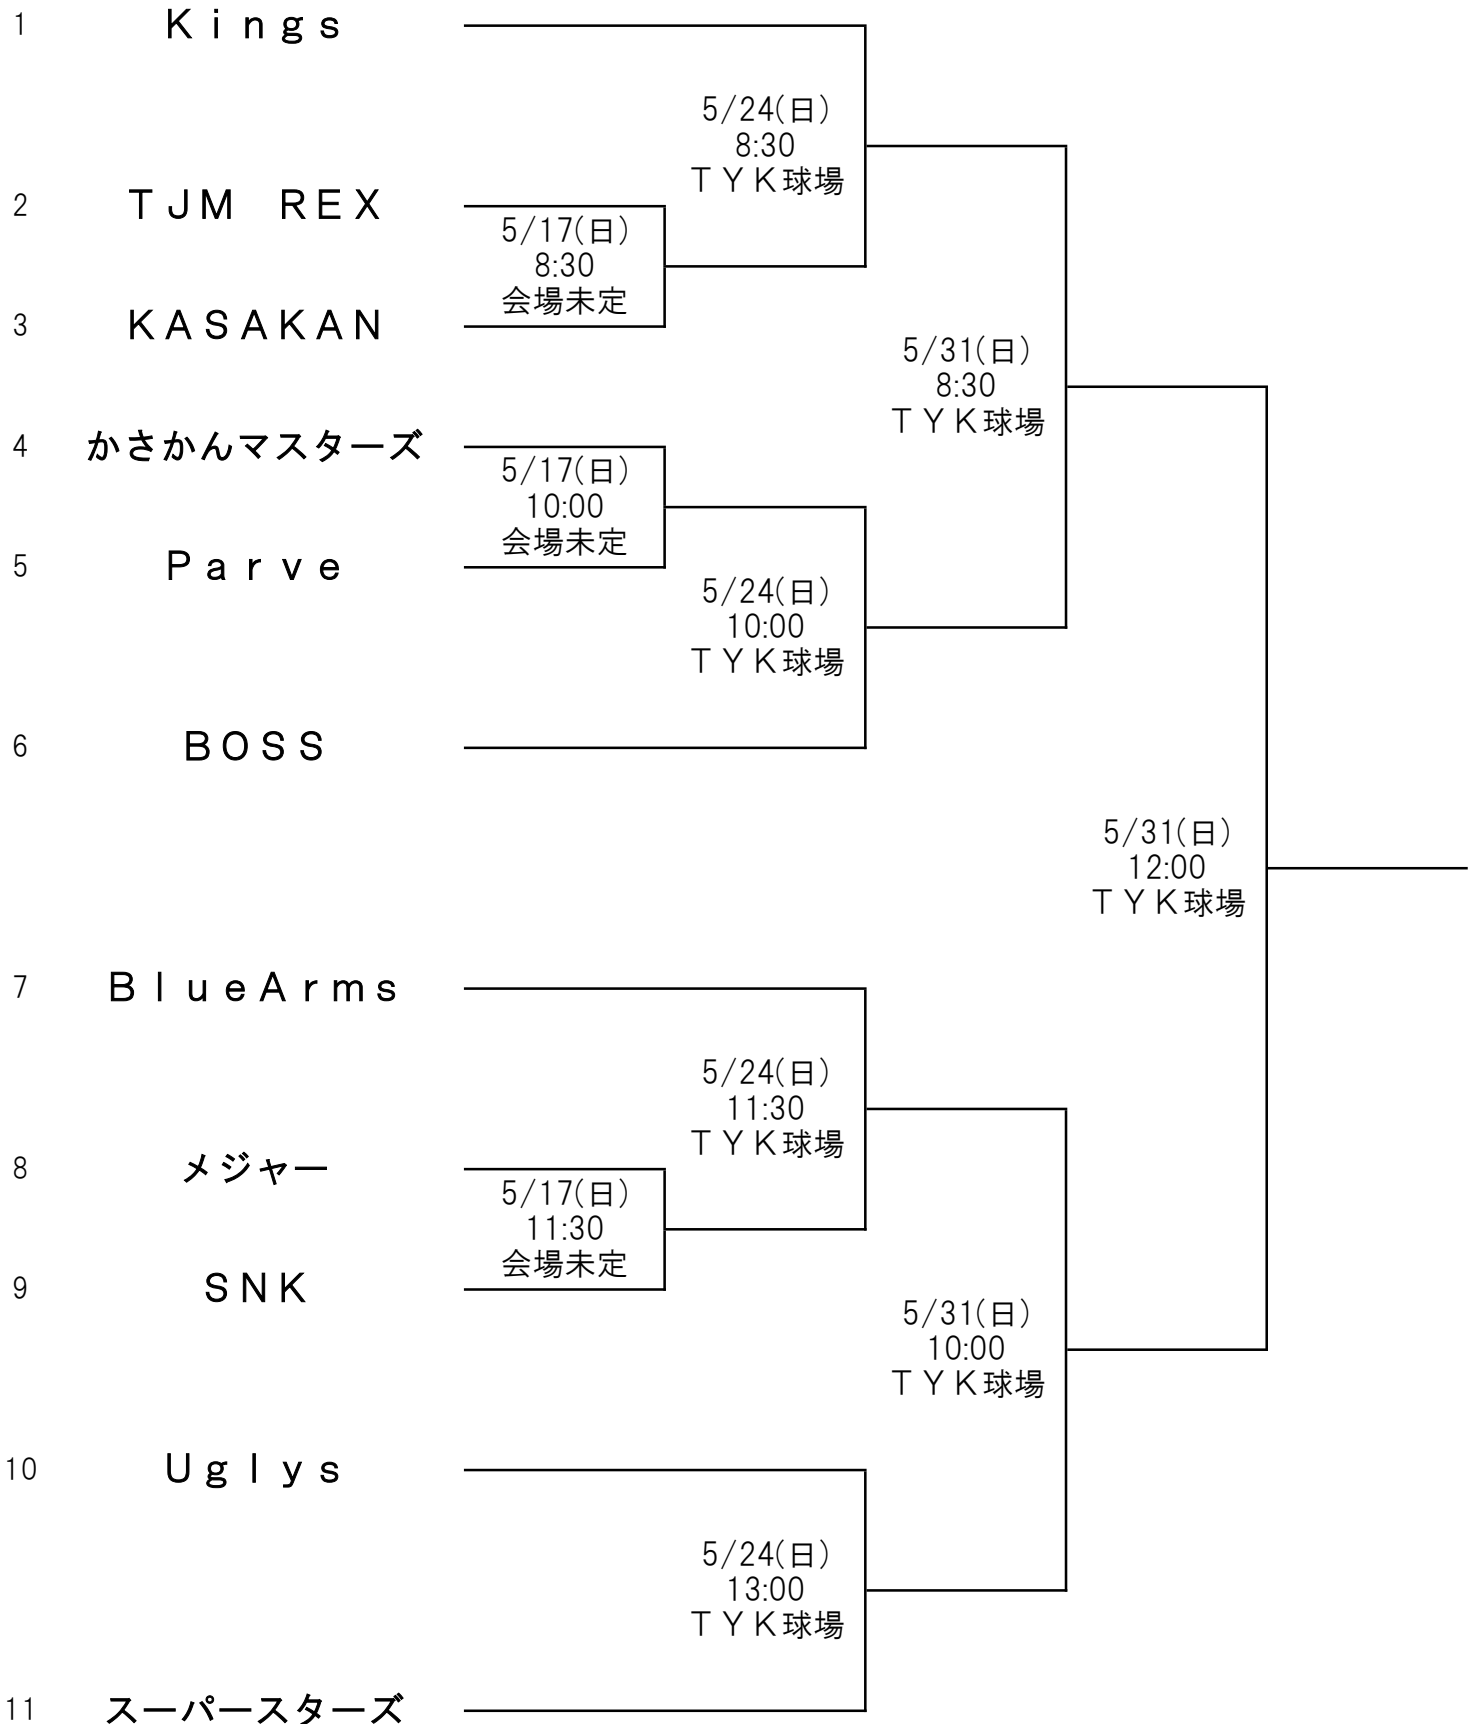 1 Ｋｉｎｇｓ
5/24(日)
8:30
ＴＹＫ球場
2 ＴＪＭ　ＲＥＸ
5/17(日)
8:30
会場未定
3 ＫＡＳＡＫＡＮ
5/31(日)
8:30
ＴＹＫ球場
4 かさかんマスターズ
5/17(日)
10:00
会場未定
5 Ｐａｒｖｅ
5/24(日)
10:00
ＴＹＫ球場
6 ＢＯＳＳ
5/31(日)
12:00
ＴＹＫ球場
7 ＢｌｕｅＡｒｍｓ
5/24(日)
11:30
ＴＹＫ球場
8 メジャー
5/17(日)
11:30
会場未定
9 ＳＮＫ
5/31(日)
10:00
ＴＹＫ球場
10 Ｕｇｌｙｓ
5/24(日)
13:00
ＴＹＫ球場
11 スーパースターズ